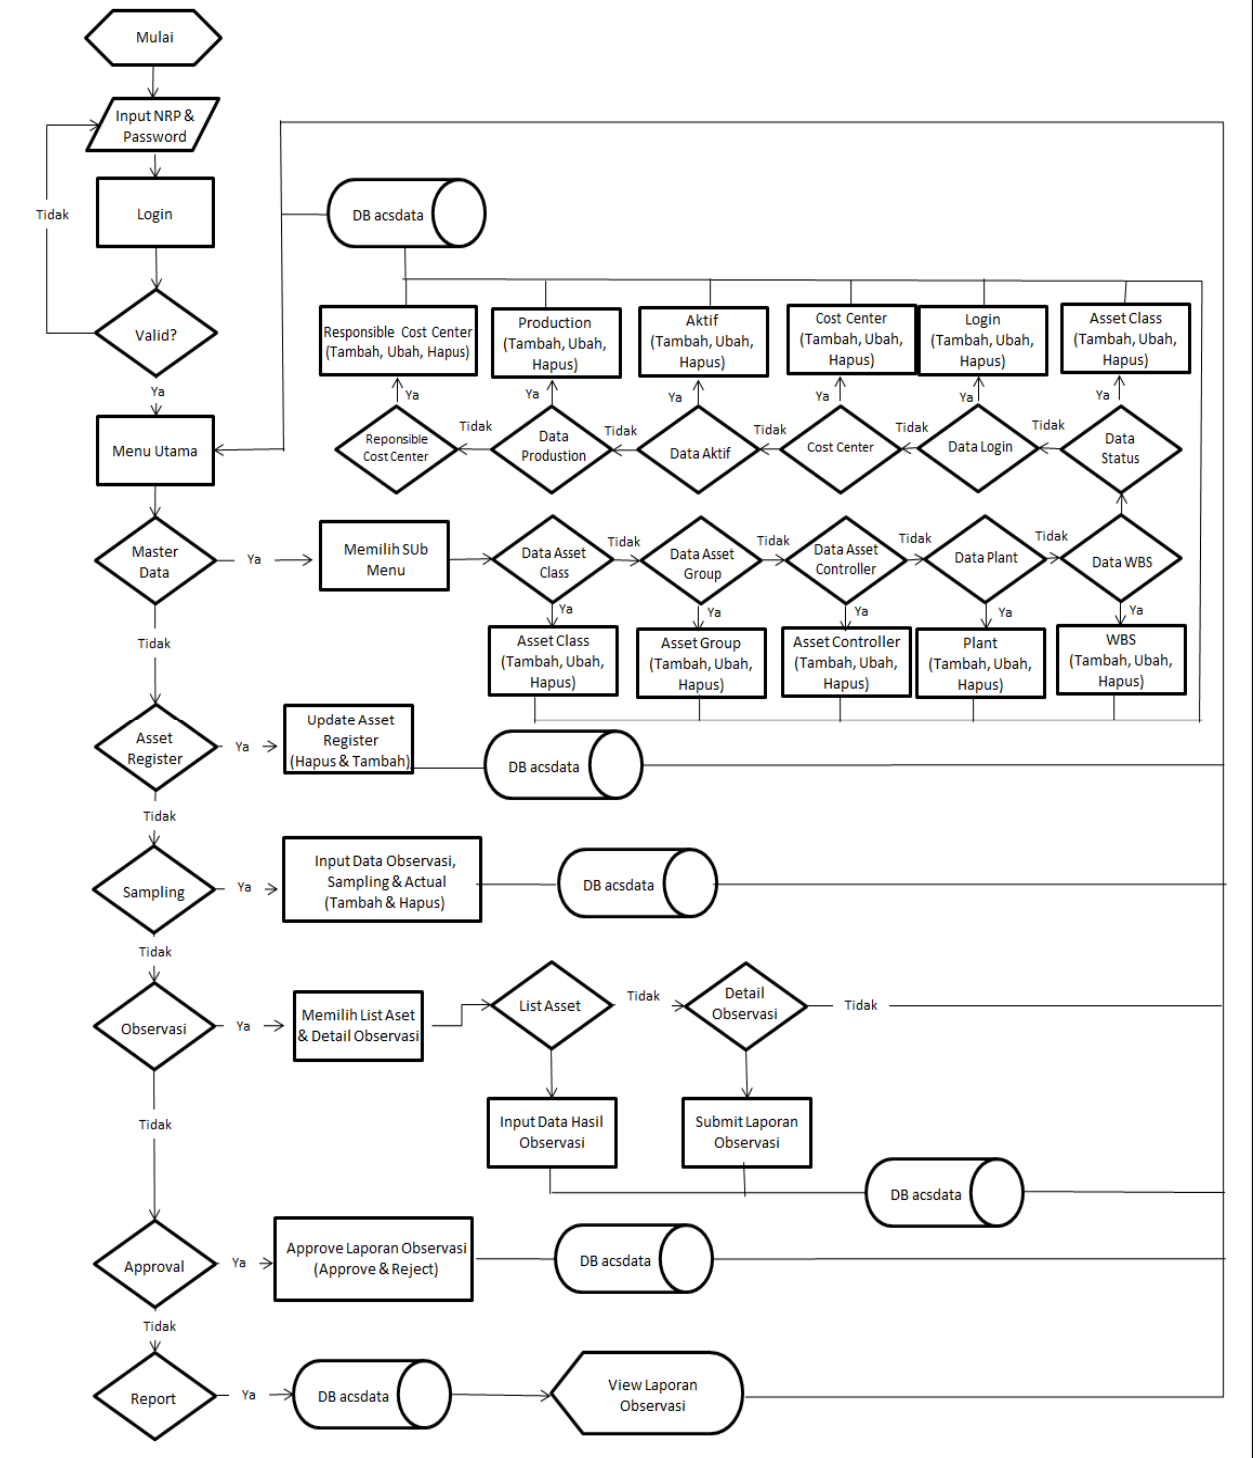 Mulai
Input NRP &
Password
Login
Tidak
Valid?
Ya
Menu Utama
DB acsdata
Responsible Cost Center
(Tambah, Ubah, Hapus)
Production
(Tambah, Ubah,
Hapus)
Aktif
(Tambah, Ubah,
Hapus)
Cost Center
(Tambah, Ubah,
Hapus)
Login
(Tambah, Ubah,
Hapus)
Asset Class
(Tambah, Ubah,
Hapus)
Ya
Ya
Ya
Ya
Ya
Ya
Reponsible
Cost Center
Tidak
Data
Produstion
Tidak
Data Aktif
Tidak
Cost Center
Tidak
Data Login
Tidak
Data
Status
Master
Data
Ya
Memilih SUb
Menu
Data Asset
Class
Tidak
Data Asset
Group
Tidak
Data Asset
Controller
Tidak
Data Plant
Tidak
Data WBS
Ya
Ya
Ya
Ya
Ya
Asset Class
(Tambah, Ubah,
Hapus)
Asset Group
(Tambah, Ubah,
Hapus)
Asset Controller
(Tambah, Ubah,
Hapus)
Plant
(Tambah, Ubah,
Hapus)
WBS
(Tambah, Ubah,
Hapus)
Tidak
Asset
Register
Ya
Update Asset
Register
(Hapus & Tambah)
DB acsdata
Tidak
Sampling
Ya
Input Data Observasi,
Sampling & Actual
(Tambah & Hapus)
DB acsdata
Tidak
Observasi
Ya
Memilih List Aset
& Detail Observasi
List Asset
Tidak
Detail
Observasi
Tidak
Input Data Hasil
Observasi
Submit Laporan
Observasi
DB acsdata
Tidak
Approval
Ya
Approve Laporan Observasi
(Approve & Reject)
DB acsdata
Tidak
Report
Ya
DB acsdata
View Laporan
Observasi